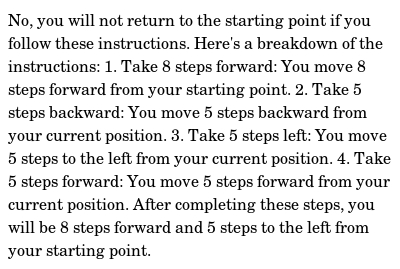 No, you will not return to the starting point if you
follow these instructions. Here's a breakdown of the
instructions: 1. Take 8 steps forward: You move 8
steps forward from your starting point. 2. Take 5
steps backward: You move 5 steps backward from
your current position. 3. Take 5 steps left: You move
5 steps to the left from your current position. 4. Take
5 steps forward: You move 5 steps forward from your
current position. After completing these steps, you
will be 8 steps forward and 5 steps to the left from
your starting point.